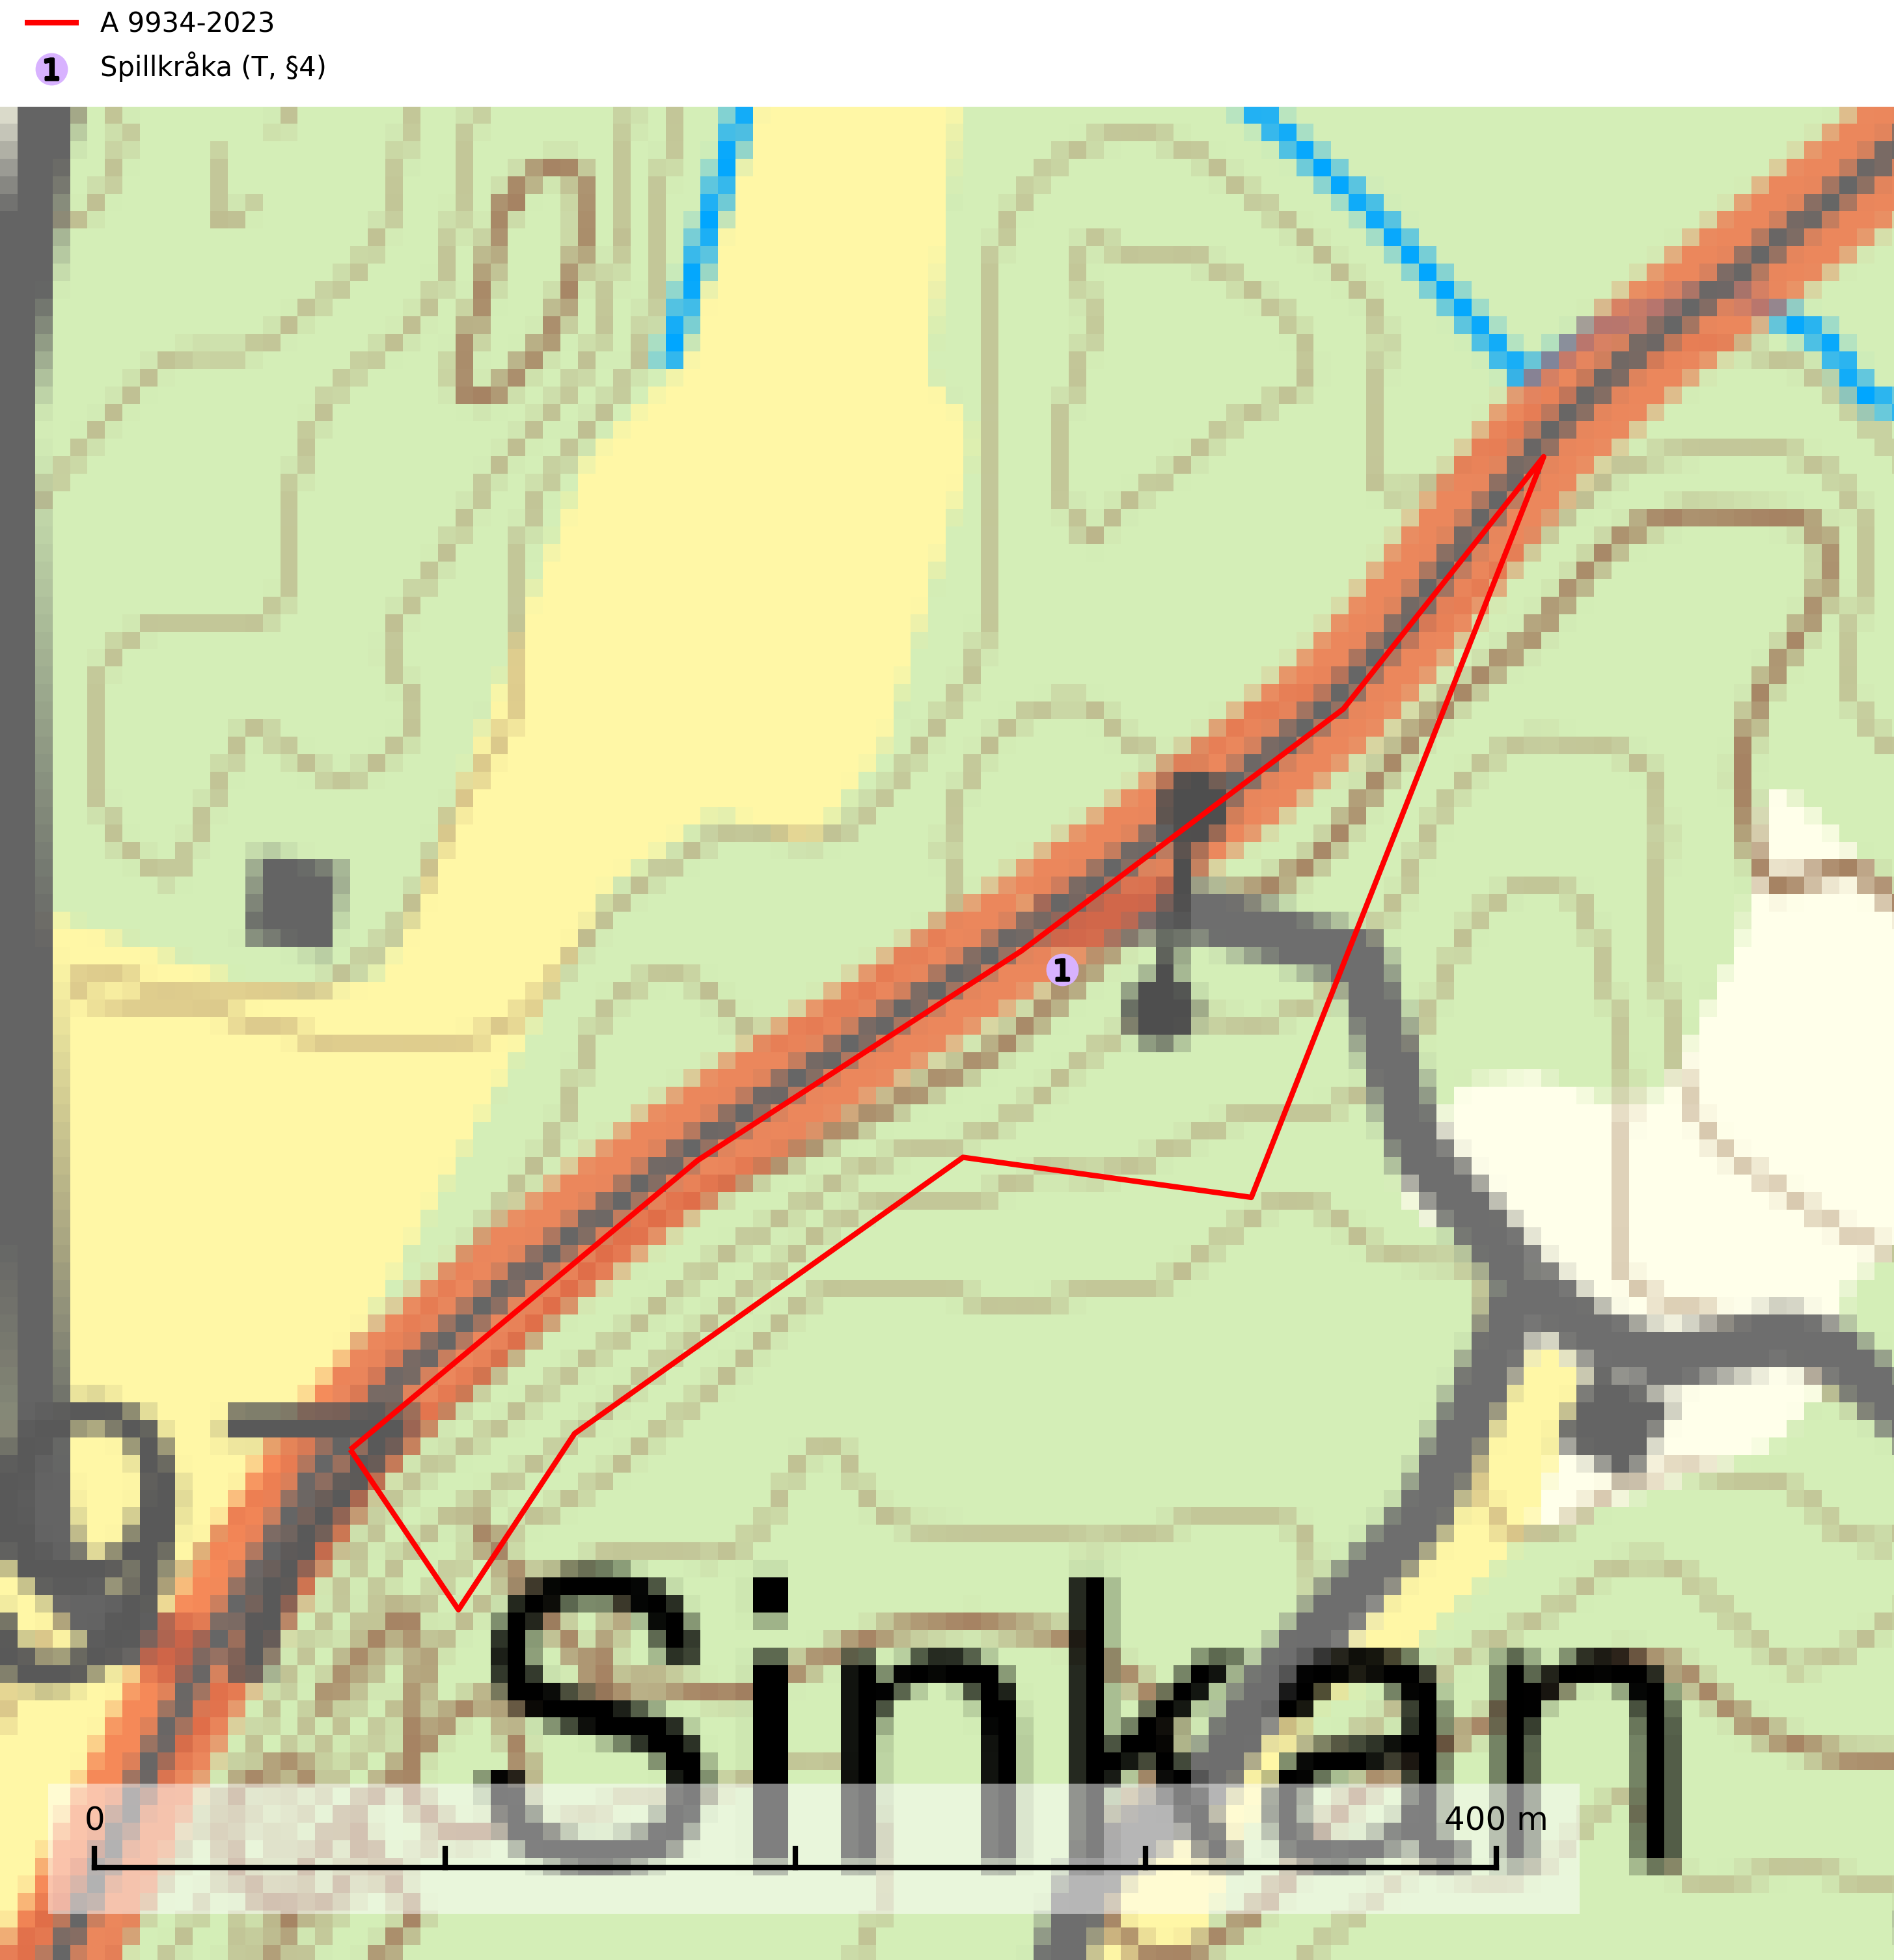 A 9934-2023
1 Spillkråka (T, §4)
1
Sinkan
0 400 m